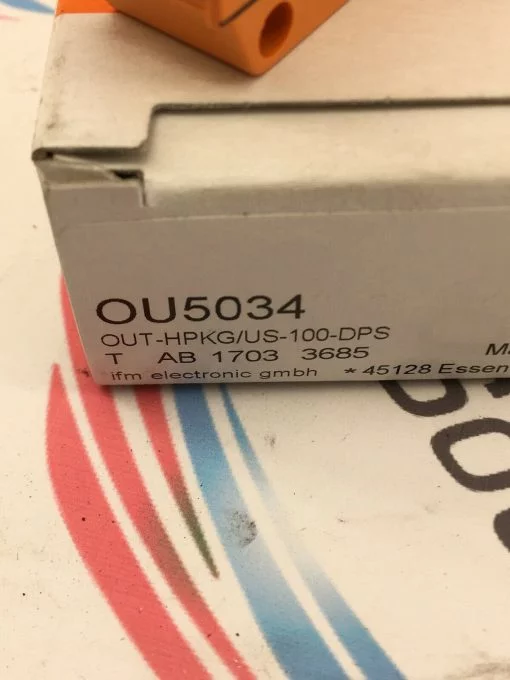 OU5034
OUT-HPKG/US-100-DPS
T AB 1703 3685
ifm electronic gmbh * 45128 Essen